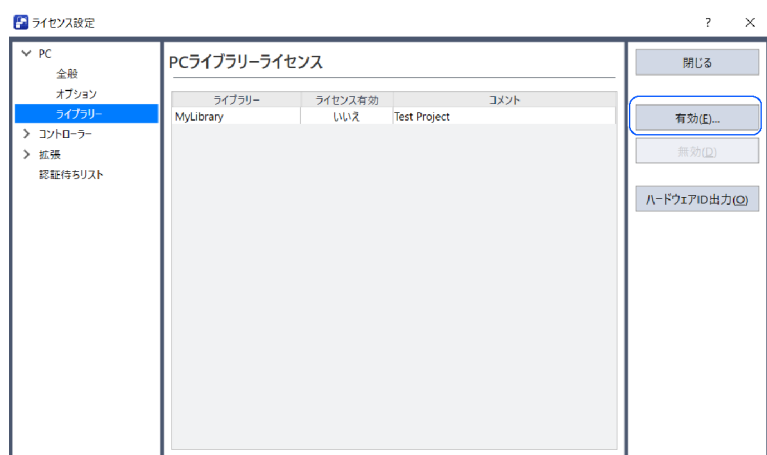 ライセンス設定
? ×
PC
全般
オプション
ライブラリー
コントローラー
拡張
認証待ちリスト
PCライブラリーライセンス
ライブラリー ライセンス有効 コメント
MyLibrary いいえ Test Project
閉じる
有効(E)...
無効(D)
ハードウェアID出力(O)